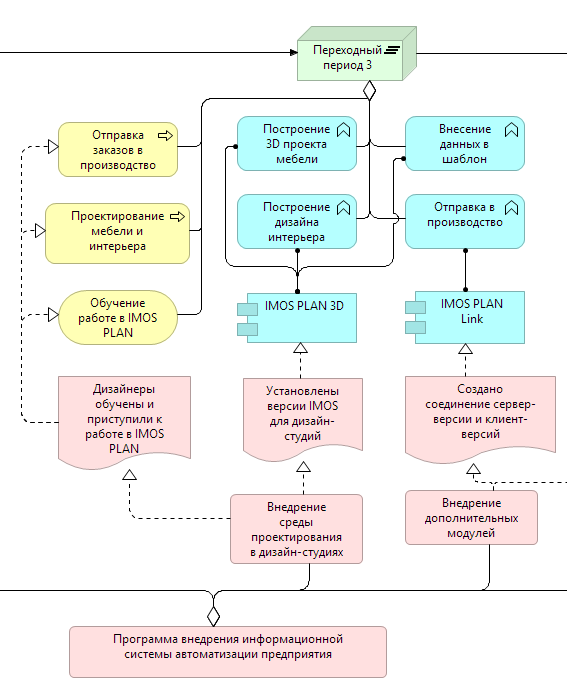 Переходный
период 3
Отправка
заказов в
производство
Построение
3D проекта
мебели
Внесение
данных в
шаблон
Проектирование
мебели и
интерьера
Построение
дизайна
интерьера
Отправка в
производство
Обучение
работе в IMOS
PLAN
IMOS PLAN 3D
IMOS PLAN
Link
Дизайнеры
обучены и
приступили к
работе в IMOS
PLAN
Установлены
версии IMOS
для дизайн-
студий
Создано
соединение сервер-
версии и клиент-
версий
Внедрение
среды
проектирования
в дизайн-студиях
Внедрение
дополнительных
модулей
Программа внедрения информационной
системы автоматизации предприятия